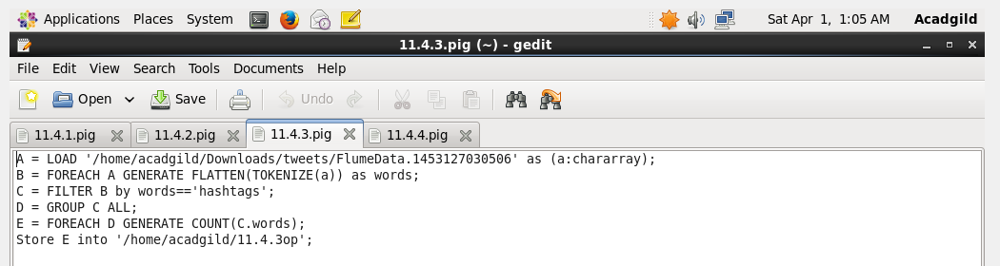 Applications Places System Sat Apr 1, 1:05 AM Acadgild
11.4.3.pig (~) - gedit
File Edit View Search Tools Documents Help
Open Save Undo
11.4.1.pig 11.4.2.pig 11.4.3.pig 11.4.4.pig
A = LOAD '/home/acadgild/Downloads/tweets/FlumeData.1453127030506' as (a:chararray);
B = FOREACH A GENERATE FLATTEN(TOKENIZE(a)) as words;
C = FILTER B by words=='hashtags';
D = GROUP C ALL;
E = FOREACH D GENERATE COUNT(C.words);
Store E into '/home/acadgild/11.4.3op';